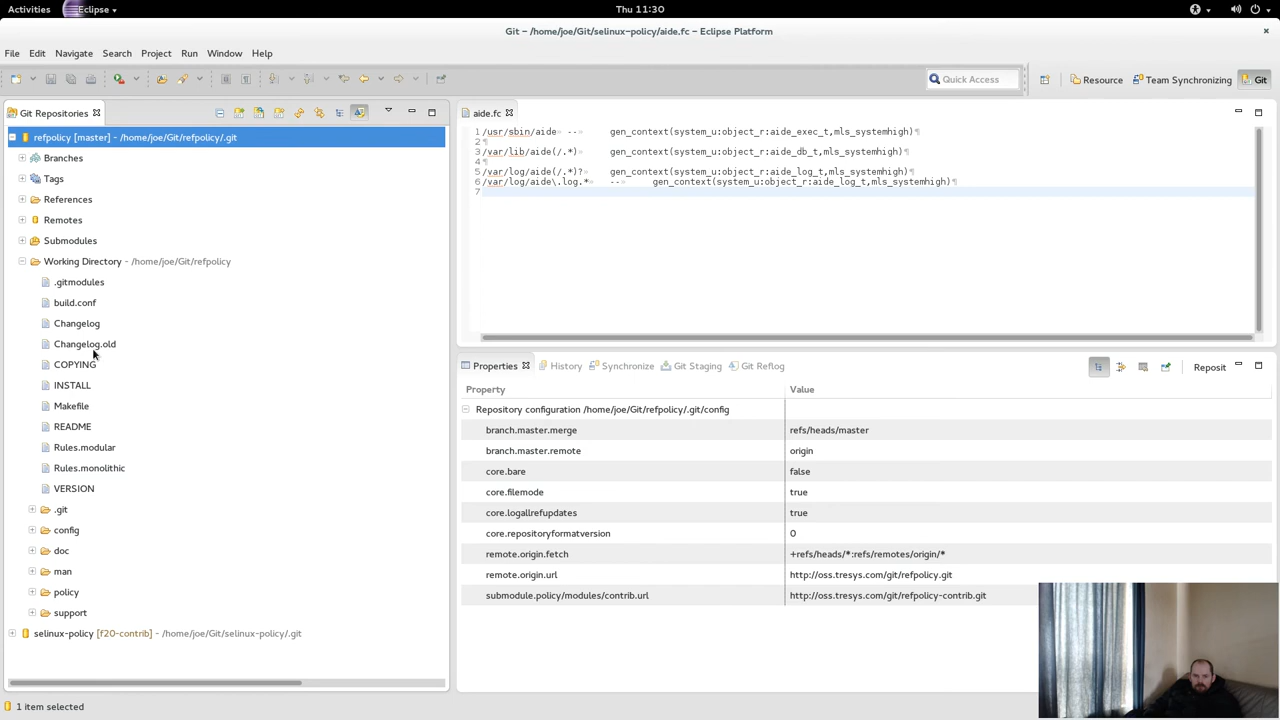 Activities Eclipse Thu 11:30
Git – /home/joe/Git/selinux-policy/aide.fc – Eclipse Platform
File Edit Navigate Search Project Run Window Help
Quick Access Resource Team Synchronizing Git
Git Repositories
refpolicy [master] - /home/joe/Git/refpolicy/.git
Branches
Tags
References
Remotes
Submodules
Working Directory - /home/joe/Git/refpolicy
.gitmodules
build.conf
Changelog
Changelog.old
COPYING
INSTALL
Makefile
README
Rules.modular
Rules.monolithic
VERSION
.git
config
doc
man
policy
support
selinux-policy [f20-contrib] - /home/joe/Git/selinux-policy/.git
1 item selected
aide.fc
1 /usr/sbin/aide» --» gen_context(system_u:object_r:aide_exec_t,mls_systemhigh)¶
2 ¶
3 /var/lib/aide(/.*)» gen_context(system_u:object_r:aide_db_t,mls_systemhigh)¶
4 ¶
5 /var/log/aide(/.*)?» gen_context(system_u:object_r:aide_log_t,mls_systemhigh)¶
6 /var/log/aide\.log.*» --» gen_context(system_u:object_r:aide_log_t,mls_systemhigh)¶
7
Properties History Synchronize Git Staging Git Reflog Reposit
Property Value
Repository configuration /home/joe/Git/refpolicy/.git/config
branch.master.merge refs/heads/master
branch.master.remote origin
core.bare false
core.filemode true
core.logallrefupdates true
core.repositoryformatversion 0
remote.origin.fetch +refs/heads/*:refs/remotes/origin/*
remote.origin.url http://oss.tresys.com/git/refpolicy.git
submodule.policy/modules/contrib.url http://oss.tresys.com/git/refpolicy-contrib.git